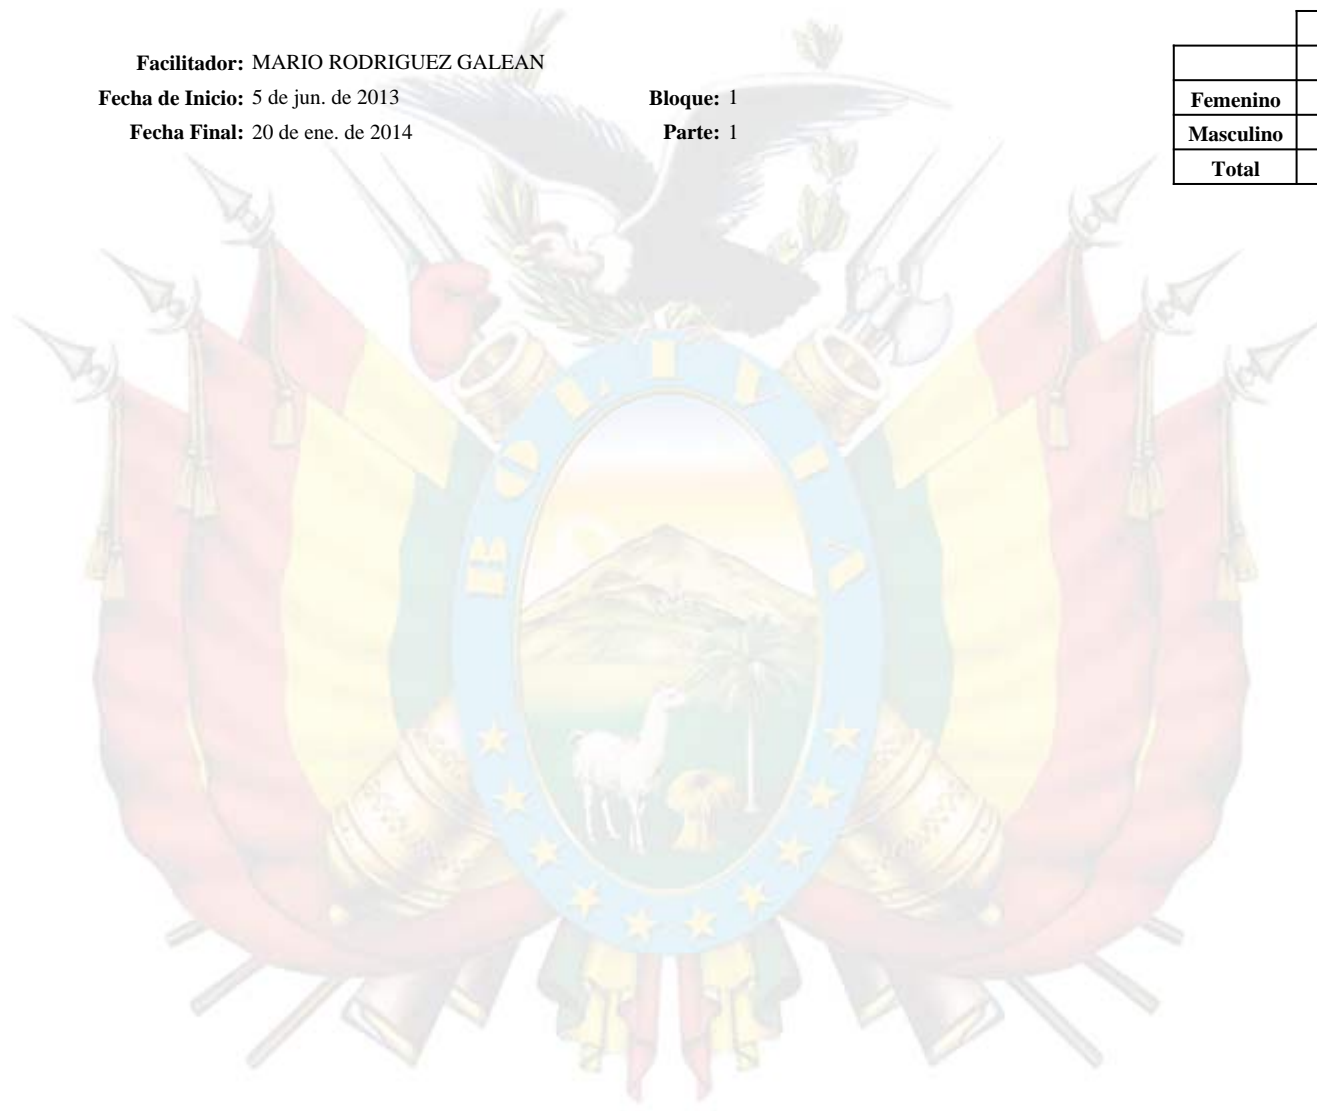 Facilitador: MARIO RODRIGUEZ GALEAN
Fecha de Inicio: 5 de jun. de 2013 Bloque: 1
Fecha Final: 20 de ene. de 2014 Parte: 1
Femenino
Masculino
Total
BOLIVIA